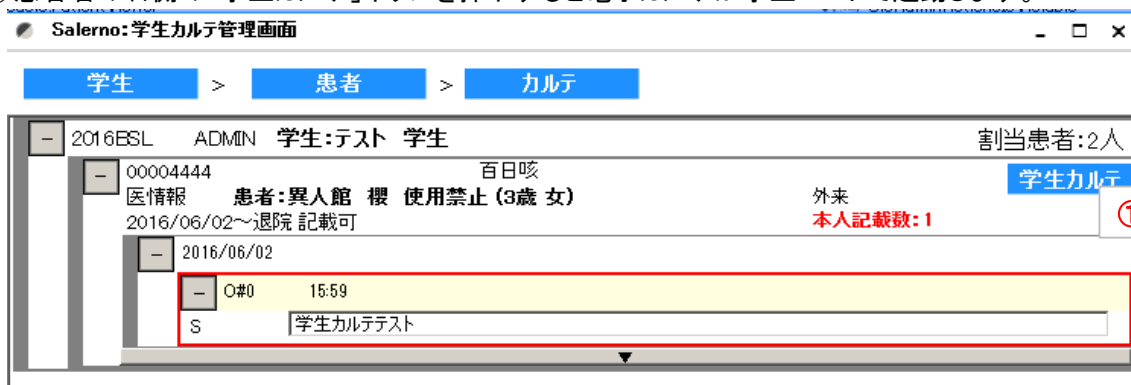 Salerno:学生カルテ管理画面
学生 > 患者 > カルテ
2016BSL ADMIN 学生:テスト 学生 割当患者:2人
00004444 百日咳 学生カルテ
医情報 患者:異人館 櫻 使用禁止 (3歳 女) 外来
2016/06/02~退院 記載可 本人記載数:1
2016/06/02
O#0 15:59
S 学生カルテテスト